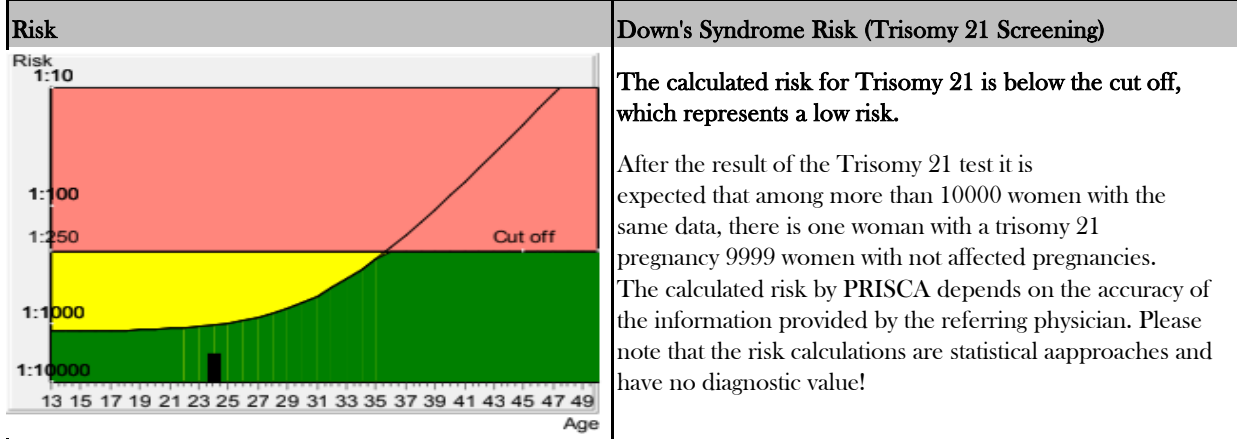 Risk
Risk
1:10
1:100
1:250
Cut off
1:1000
1:10000
13 15 17 19 21 23 25 27 29 31 33 35 37 39 41 43 45 47 49
Age
Down's Syndrome Risk (Trisomy 21 Screening)
The calculated risk for Trisomy 21 is below the cut off,
which represents a low risk.
After the result of the Trisomy 21 test it is
expected that among more than 10000 women with the
same data, there is one woman with a trisomy 21
pregnancy 9999 women with not affected pregnancies.
The calculated risk by PRISCA depends on the accuracy of
the information provided by the referring physician. Please
note that the risk calculations are statistical aapproaches and
have no diagnostic value!